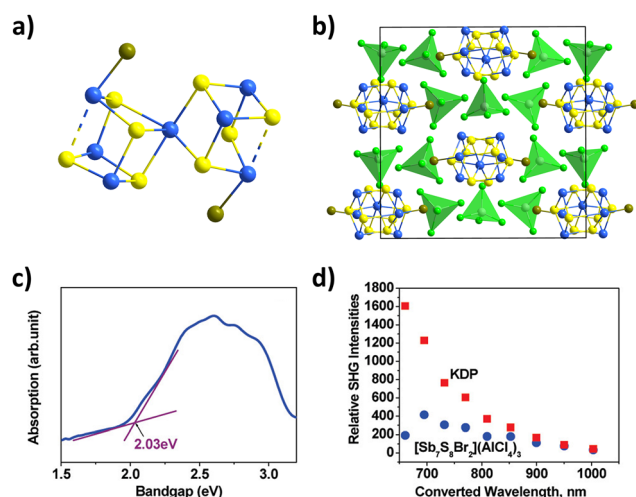 a)
b)
c)
Absorption (arb.unit)
2.03eV
1.5 2.0 2.5 3.0
Bandgap (eV)
d)
Relative SHG Intensities
1800
1600
1400
1200
1000
800
600
400
200
0
KDP
[Sb₇S₈Br₂](AlCl₄)₃
700 800 900 1000
Converted Wavelength, nm